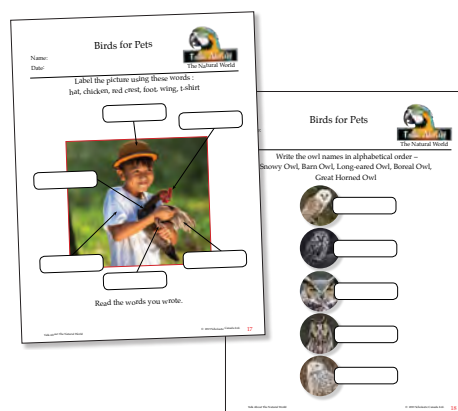 Birds for Pets
Name:
Date:
The Natural World
Label the picture using these words :
hat, chicken, red crest, foot, wing, t-shirt
Read the words you wrote.
17
Birds for Pets
The Natural World
Write the owl names in alphabetical order –
Snowy Owl, Barn Owl, Long-eared Owl, Boreal Owl,
Great Horned Owl
18